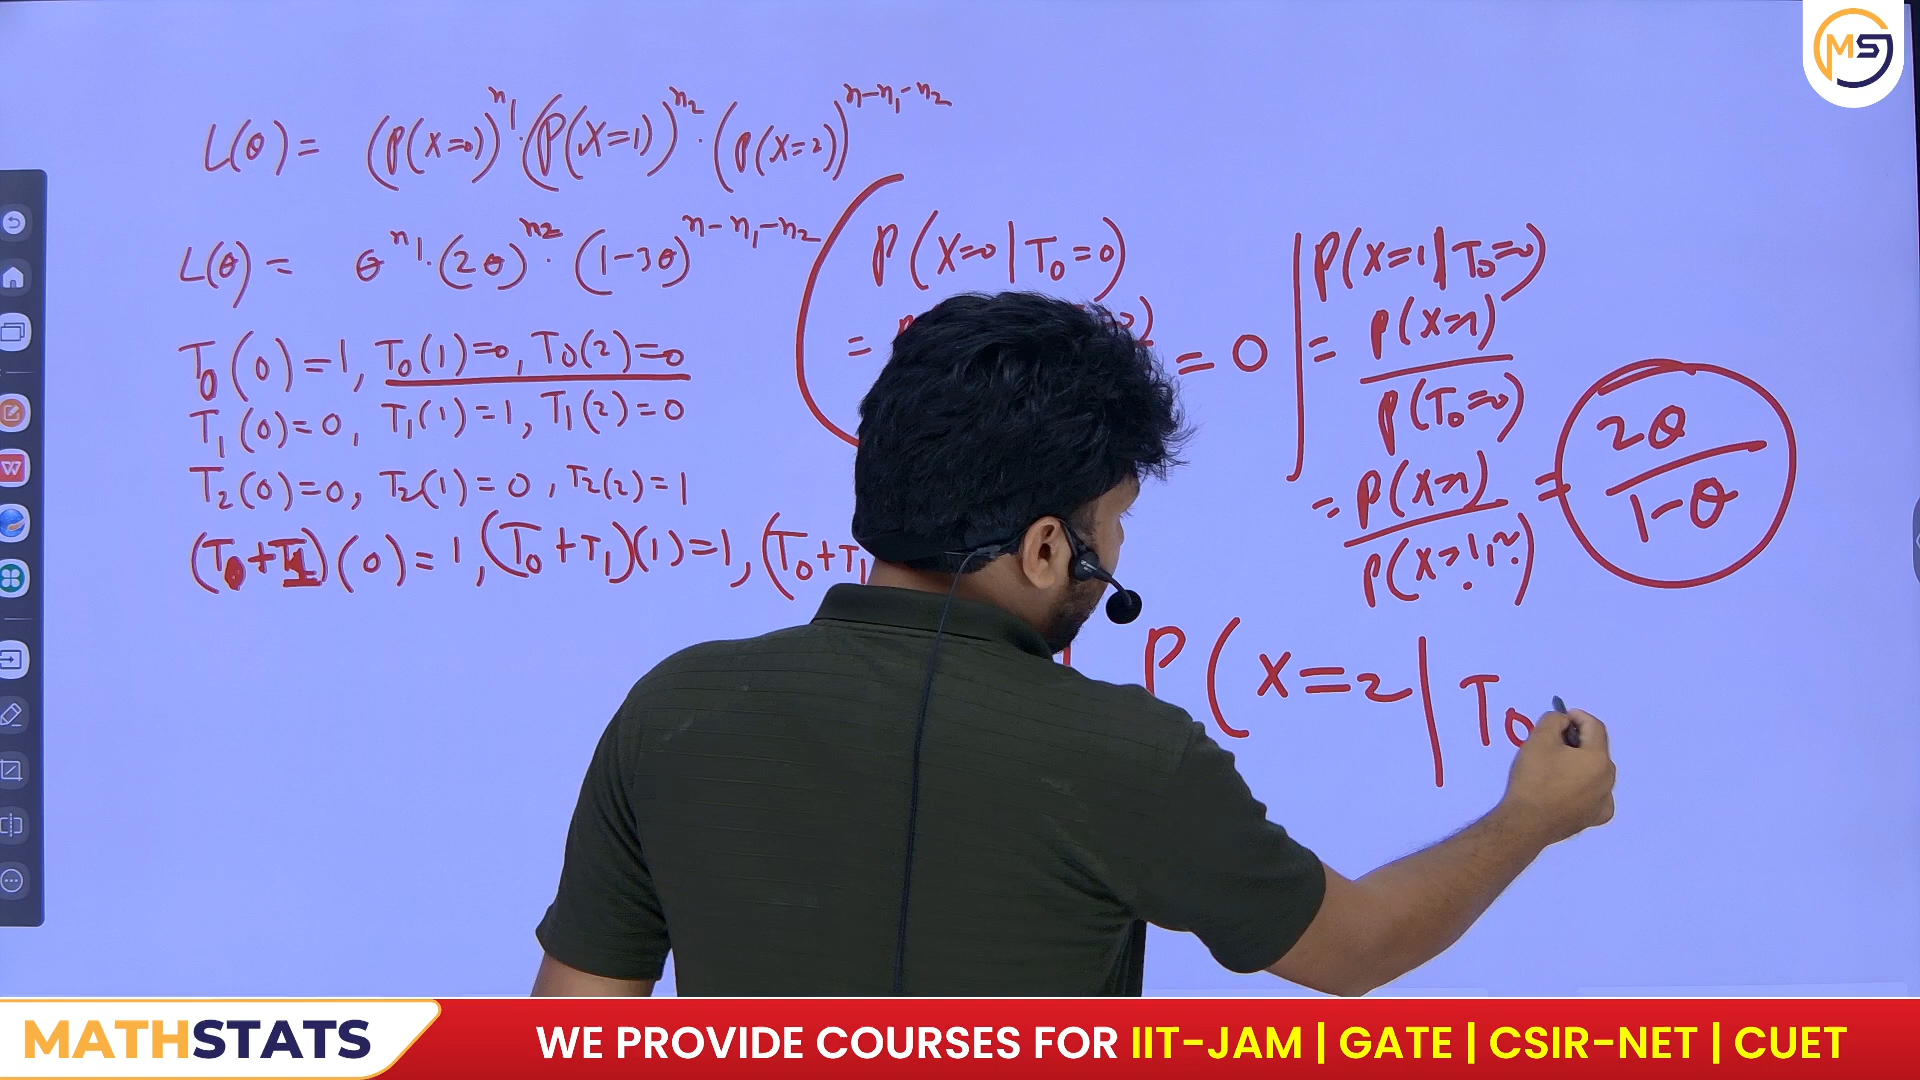 MS
L(θ) = (P(X=0))^n1 · (P(X=1))^n2 · (P(X=2))^n-n1-n2
L(θ) = θ^n1 · (2θ)^n2 · (1-3θ)^n-n1-n2
T0(0)=1, T0(1)=0, T0(2)=0
T1(0)=0, T1(1)=1, T1(2)=0
T2(0)=0, T2(1)=0, T2(2)=1
(T0+T1)(0)=1, (T0+T1)(1)=1, (T0+T1
P(X=0|T0=0)
=
= 0
P(X=1|T0=0)
= P(X=1)
P(T0=0)
= P(X=1)
P(X=1,2)
= 2θ
1-θ
P(X=2|T0
MATHSTATS
WE PROVIDE COURSES FOR IIT-JAM | GATE | CSIR-NET | CUET